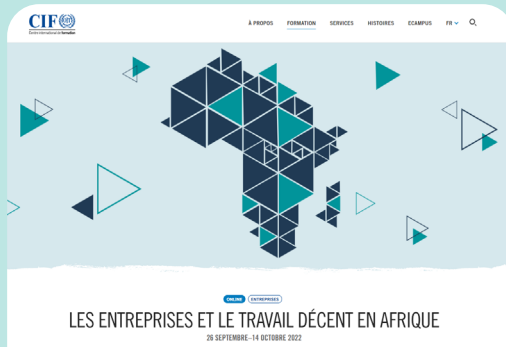 CIF
Centre international de formation
À PROPOS FORMATION SERVICES HISTOIRES ECAMPUS FR
ONLINE ENTREPRISES
LES ENTREPRISES ET LE TRAVAIL DÉCENT EN AFRIQUE
26 SEPTEMBRE–14 OCTOBRE 2022